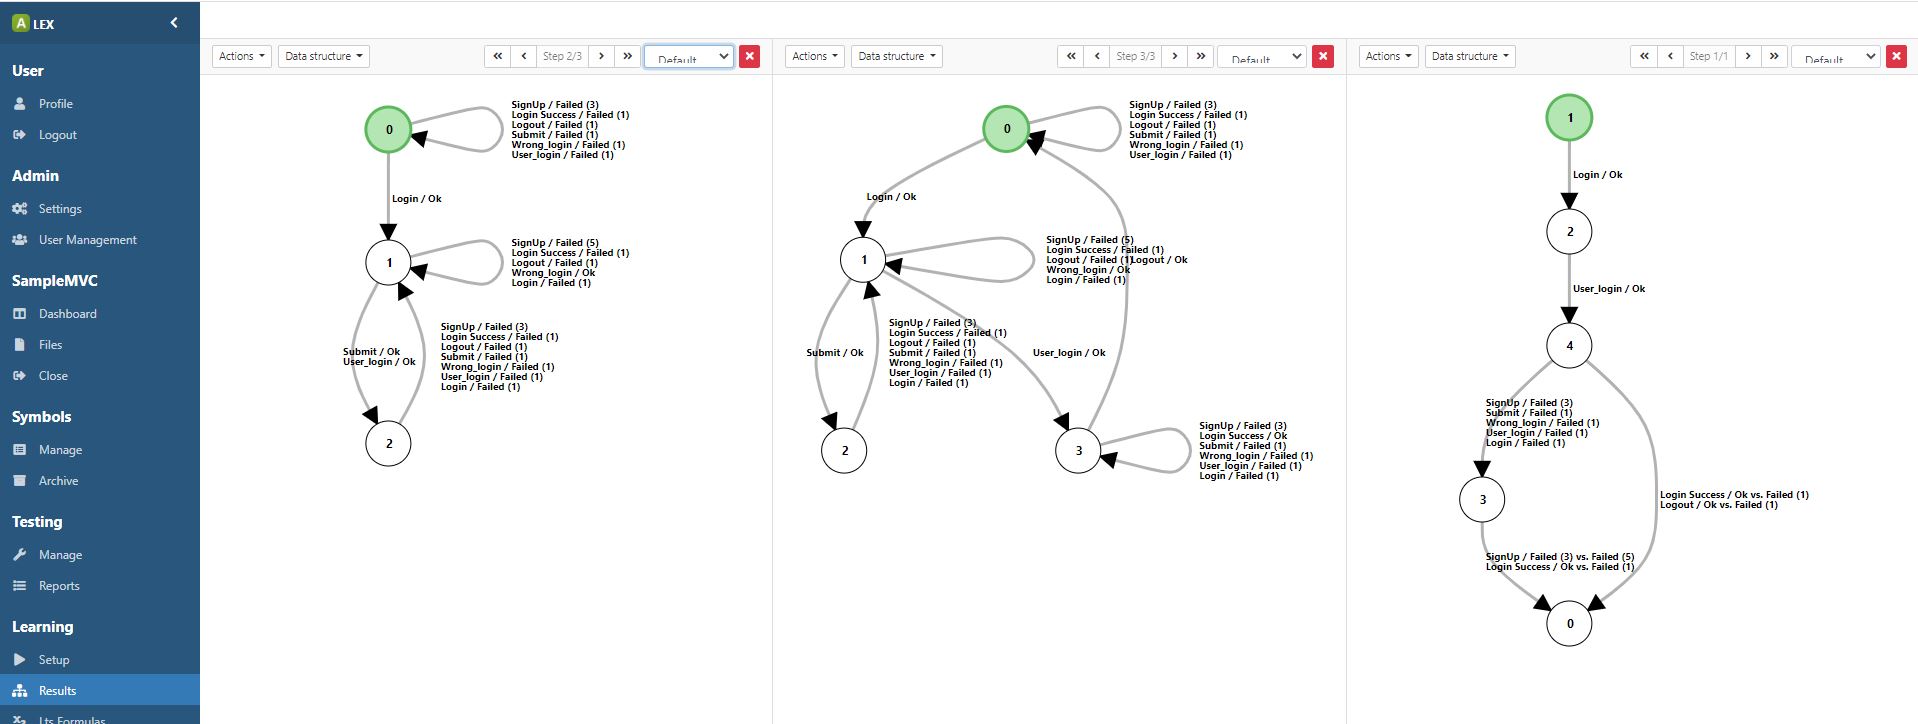 A LEX
User
Profile
Logout
Admin
Settings
User Management
SampleMVC
Dashboard
Files
Close
Symbols
Manage
Archive
Testing
Manage
Reports
Learning
Setup
Results
Lts Formulas
Actions
Data structure
Step 2/3
Default
0
SignUp / Failed (3)
Login Success / Failed (1)
Logout / Failed (1)
Submit / Failed (1)
Wrong_login / Failed (1)
User_login / Failed (1)
Login / Ok
1
SignUp / Failed (5)
Login Success / Failed (1)
Logout / Failed (1)
Wrong_login / Ok
Login / Failed (1)
Submit / Ok
User_login / Ok
SignUp / Failed (3)
Login Success / Failed (1)
Logout / Failed (1)
Submit / Failed (1)
Wrong_login / Failed (1)
User_login / Failed (1)
Login / Failed (1)
2
Actions
Data structure
Step 3/3
Default
0
SignUp / Failed (3)
Login Success / Failed (1)
Logout / Failed (1)
Submit / Failed (1)
Wrong_login / Failed (1)
User_login / Failed (1)
Login / Ok
1
SignUp / Failed (5)
Login Success / Failed (1)
Logout / Failed (1)
Wrong_login / Ok
Login / Failed (1)
Logout / Ok
Submit / Ok
SignUp / Failed (3)
Login Success / Failed (1)
Logout / Failed (1)
Submit / Failed (1)
Wrong_login / Failed (1)
User_login / Failed (1)
Login / Failed (1)
User_login / Ok
2
3
SignUp / Failed (3)
Login Success / Ok
Submit / Failed (1)
Wrong_login / Failed (1)
User_login / Failed (1)
Login / Failed (1)
Actions
Data structure
Step 1/1
Default
1
Login / Ok
2
User_login / Ok
4
SignUp / Failed (3)
Submit / Failed (1)
Wrong_login / Failed (1)
User_login / Failed (1)
Login / Failed (1)
3
Login Success / Ok vs. Failed (1)
Logout / Ok vs. Failed (1)
SignUp / Failed (3) vs. Failed (5)
Login Success / Ok vs. Failed (1)
0